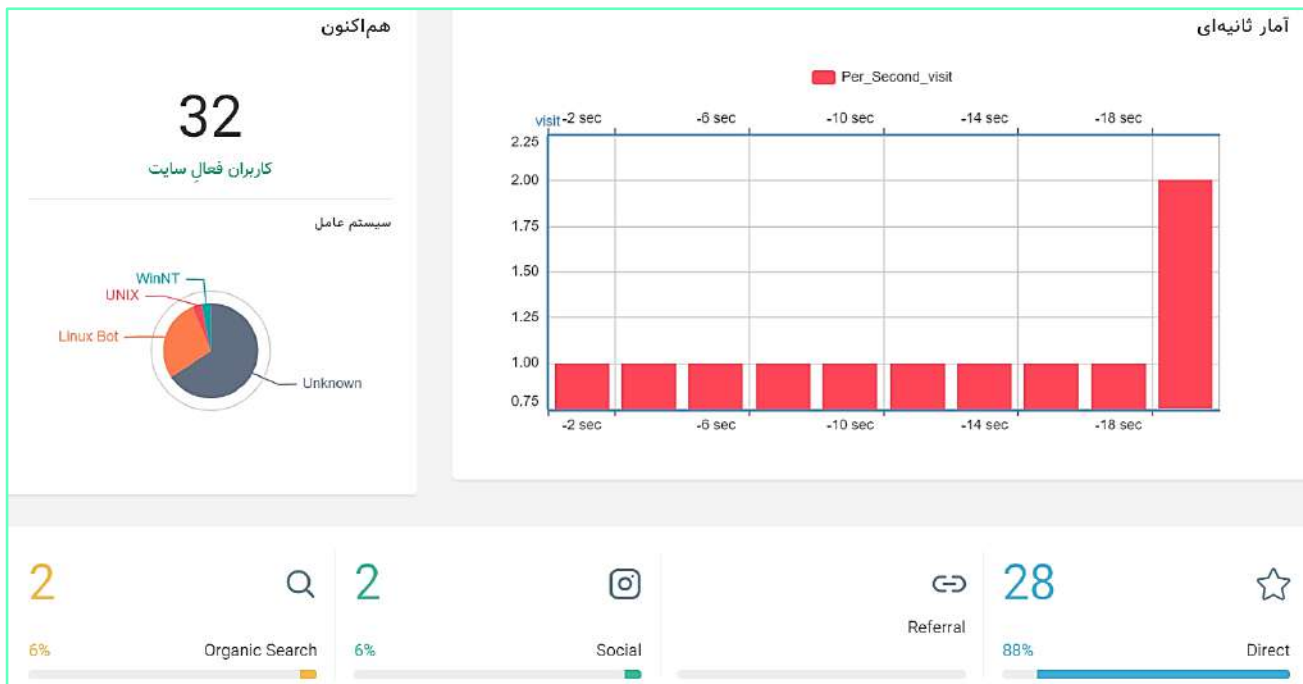 آمار ثانیه‌ای
Per_Second_visit
visit
-2 sec -6 sec -10 sec -14 sec -18 sec
2.25
2.00
1.75
1.50
1.25
1.00
0.75
-2 sec -6 sec -10 sec -14 sec -18 sec
هم‌اکنون
32
کاربران فعالِ سایت
سیستم عامل
WinNT
UNIX
Linux Bot
Unknown
28
88% Direct
Referral
2
6% Social
2
6% Organic Search